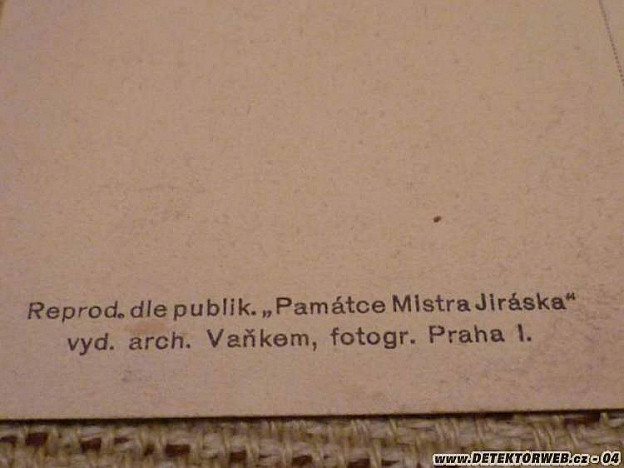 Reprod. dle publik. „Památce Mistra Jiráska“
vyd. arch. Vaňkem, fotogr. Praha I.
WWW.DETEKTORWEB.cz - 04